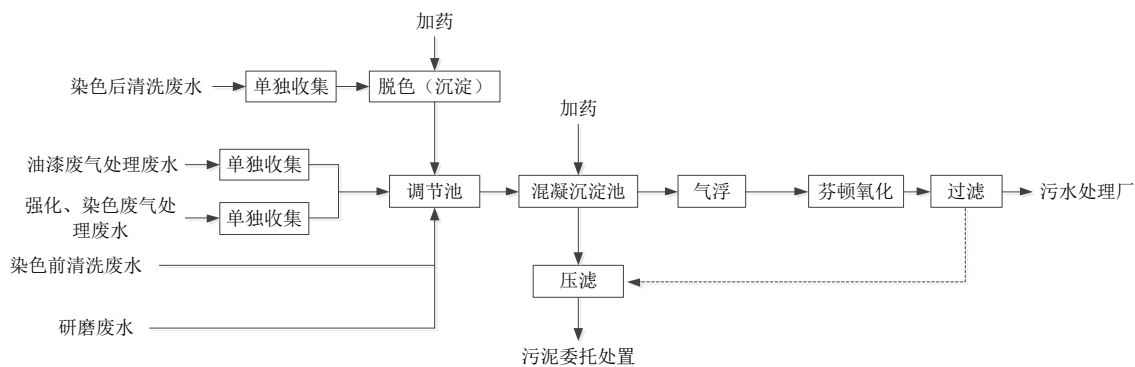 加药
染色后清洗废水
单独收集
脱色（沉淀）
加药
油漆废气处理废水
单独收集
调节池
混凝沉淀池
气浮
芬顿氧化
过滤
污水处理厂
强化、染色废气处
理废水
单独收集
染色前清洗废水
压滤
研磨废水
污泥委托处置